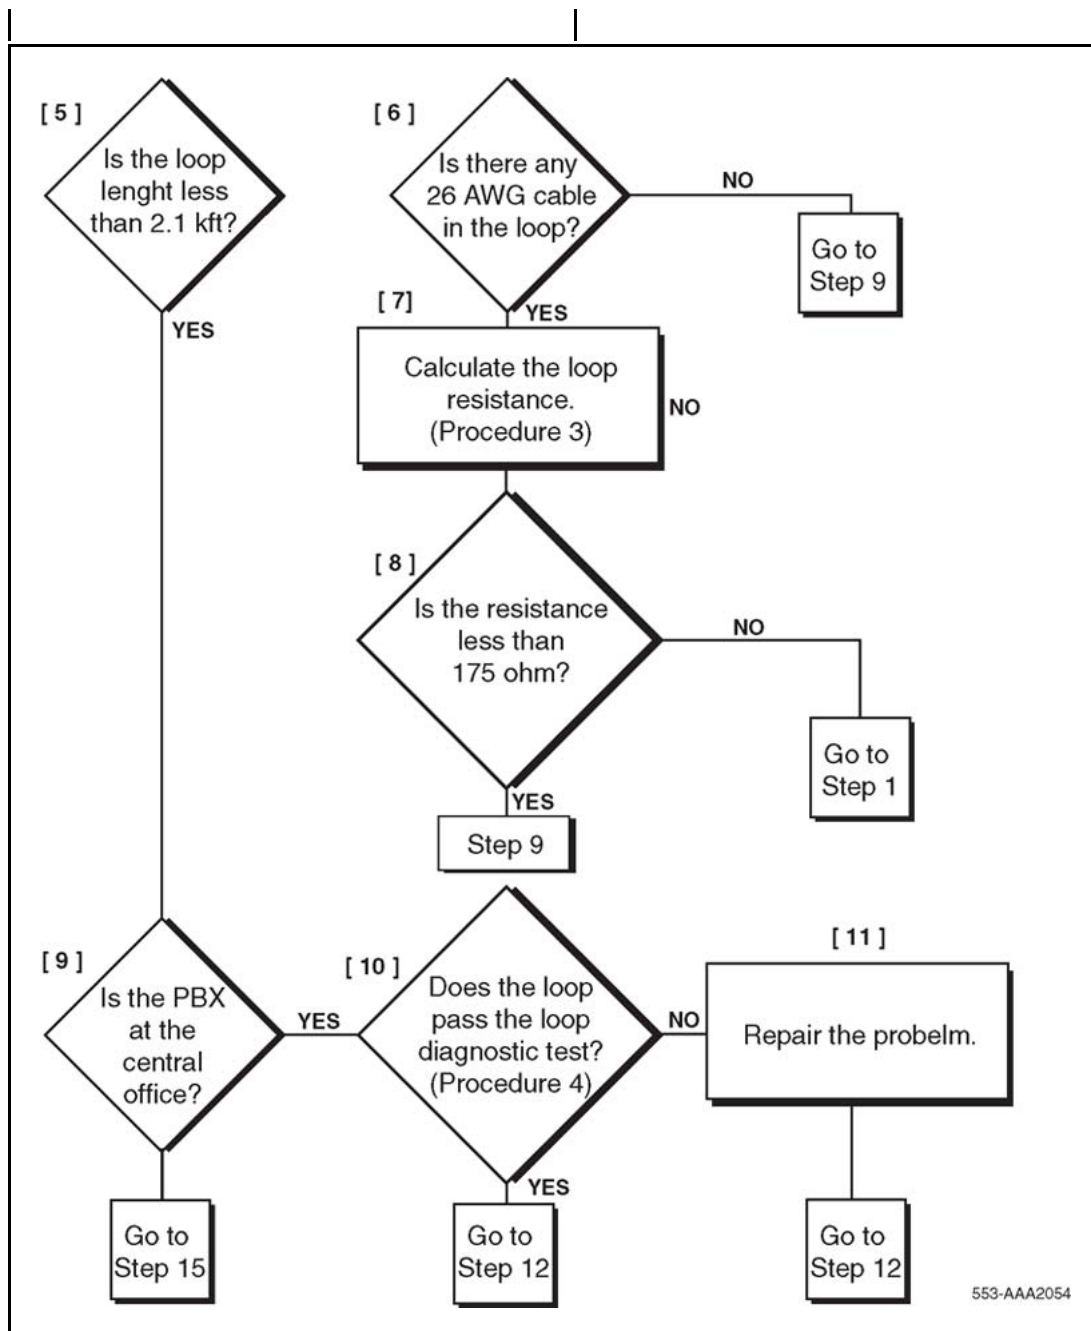 [ 5 ]
Is the loop
lenght less
than 2.1 kft?
YES
[ 6 ]
Is there any
26 AWG cable
in the loop?
NO
Go to
Step 9
YES
[ 7]
Calculate the loop
resistance.
(Procedure 3)
NO
[ 8 ]
Is the resistance
less than
175 ohm?
NO
Go to
Step 1
YES
Step 9
[ 9 ]
Is the PBX
at the
central
office?
YES
Go to
Step 15
[ 10 ]
Does the loop
pass the loop
diagnostic test?
(Procedure 4)
NO
YES
Go to
Step 12
[ 11 ]
Repair the probelm.
Go to
Step 12
553-AAA2054